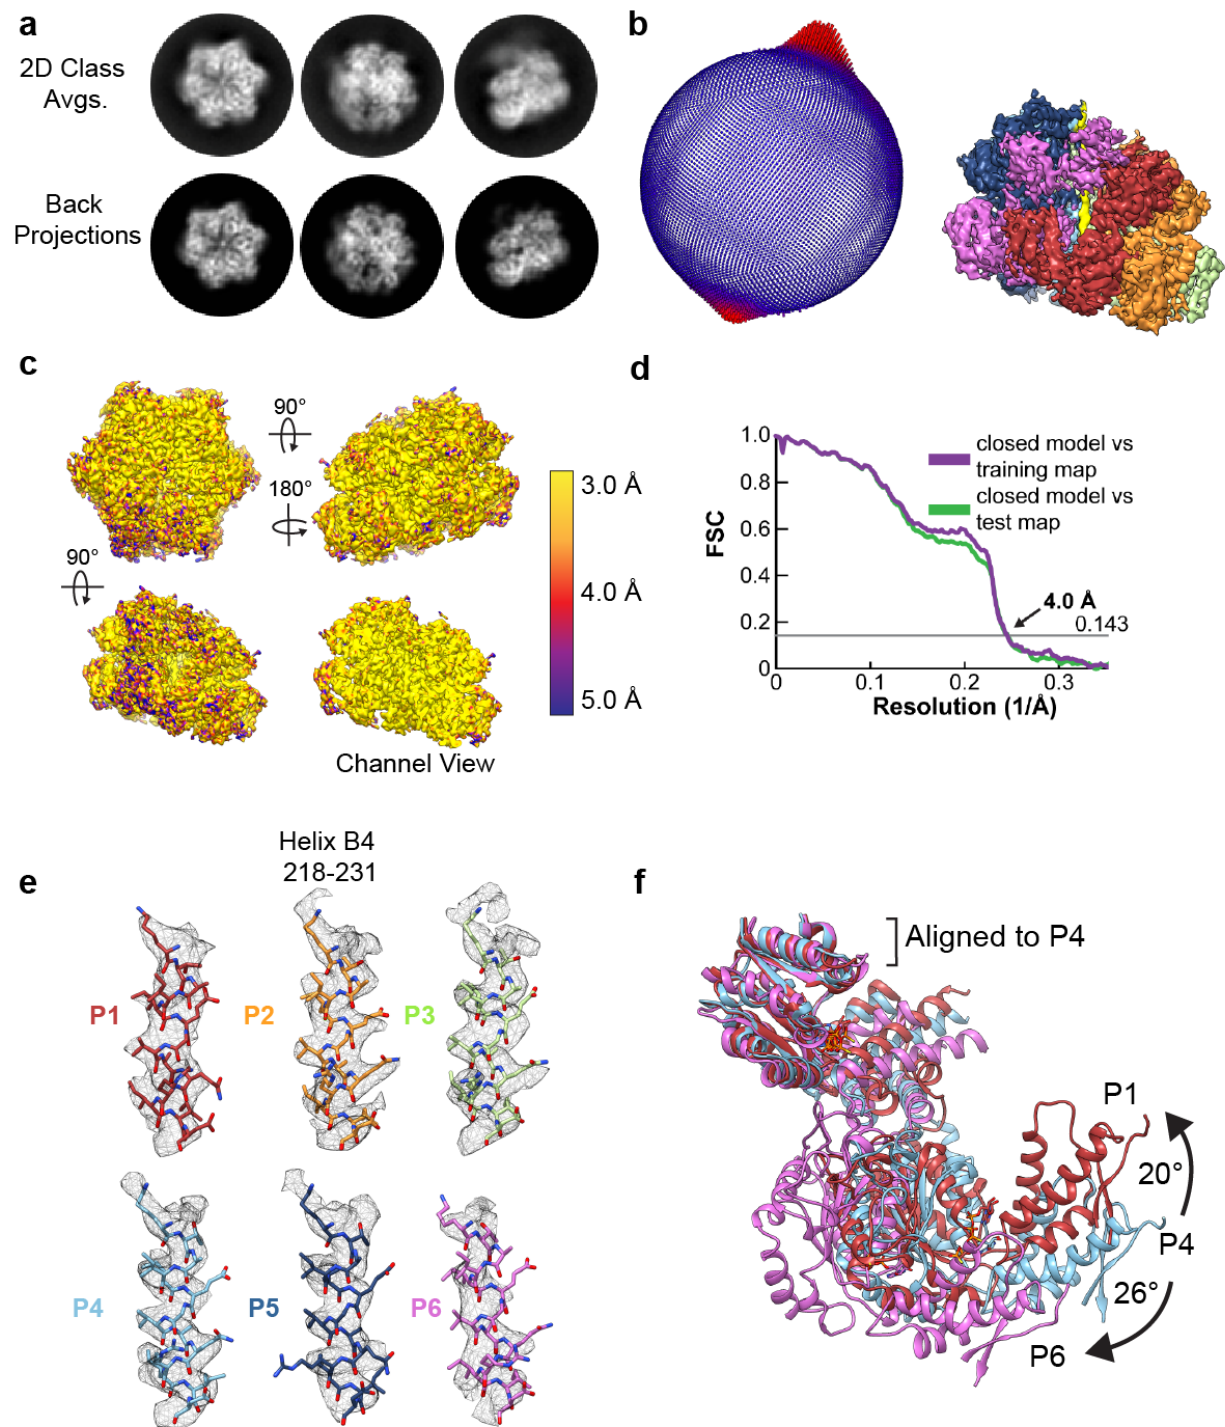 a
2D Class
Avgs.
Back
Projections
b
c
90°
180°
90°
3.0 Å
4.0 Å
5.0 Å
Channel View
d
FSC
1.0
0.8
0.6
0.4
0.2
0
closed model vs
training map
closed model vs
test map
4.0 Å
0.143
0
0.1
0.2
0.3
Resolution (1/Å)
e
Helix B4
218-231
P1
P2
P3
P4
P5
P6
f
Aligned to P4
P1
20°
P4
26°
P6